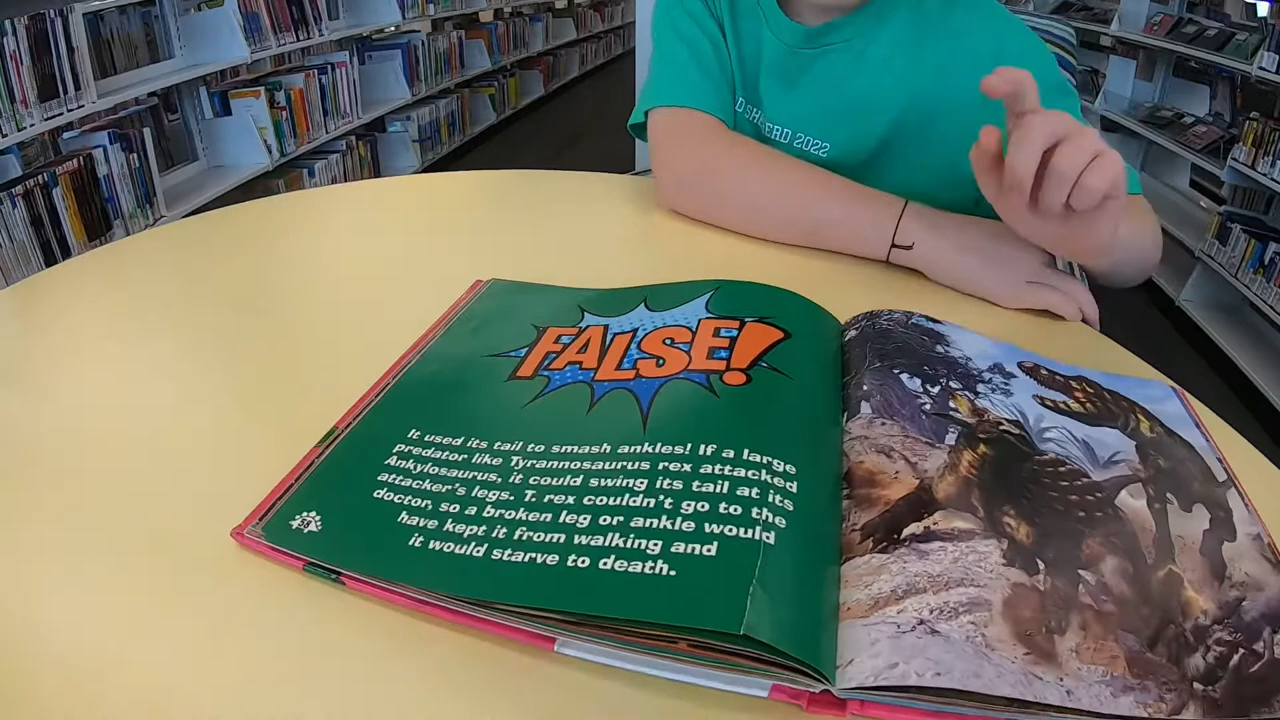 D SHEPHERD 2022
FALSE!
It used its tail to smash ankles! If a large
predator like Tyrannosaurus rex attacked
Ankylosaurus, it could swing its tail at its
attacker's legs. T. rex couldn't go to the
doctor, so a broken leg or ankle would
have kept it from walking and
it would starve to death.